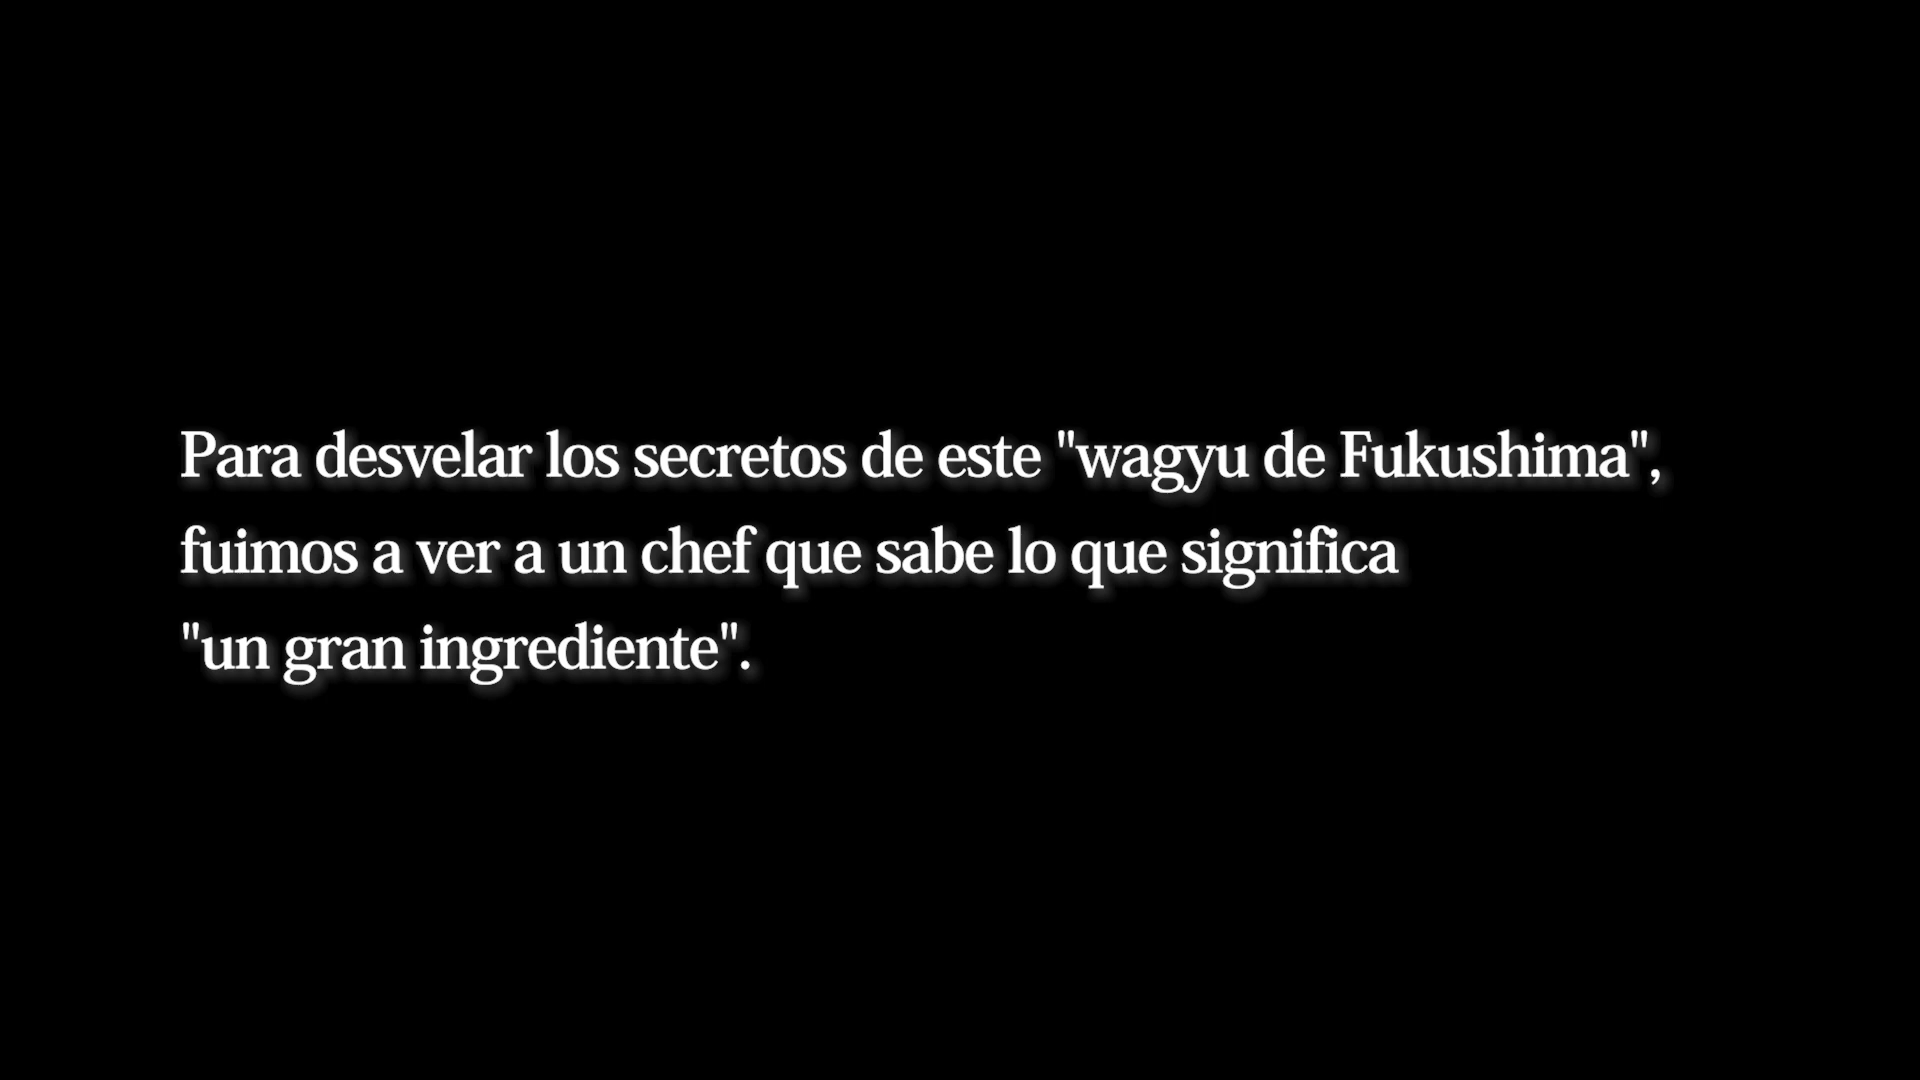 Para desvelar los secretos de este "wagyu de Fukushima",
fuimos a ver a un chef que sabe lo que significa
"un gran ingrediente".